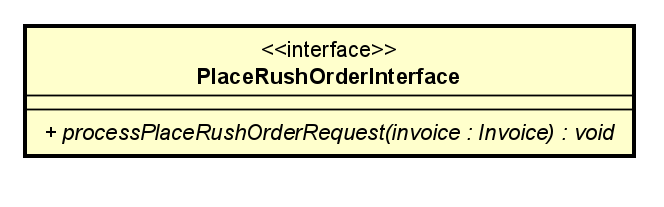 <<interface>>
PlaceRushOrderInterface
+ processPlaceRushOrderRequest(invoice : Invoice) : void